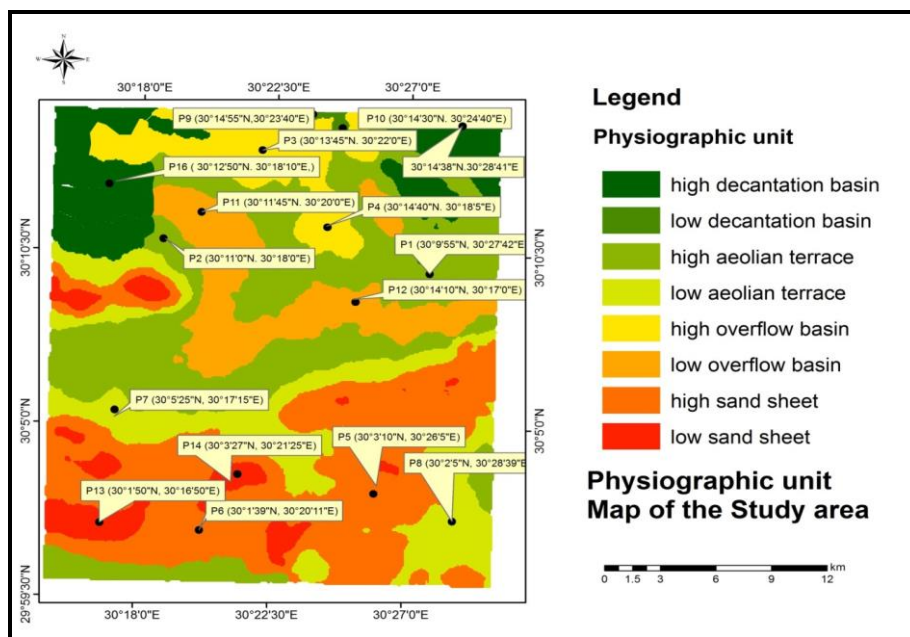 N
W E
S
30°18'0"E 30°22'30"E 30°27'0"E
P9 (30°14'55"N,30°23'40"E)
P10 (30°14'30"N. 30°24'40"E)
P3 (30°13'45"N. 30°22'0"E)
P16 ( 30°12'50"N. 30°18'10"E,)
30°14'38"N.30°28'41"E
P11 (30°11'45"N. 30°20'0"E)
P4 (30°14'40"N. 30°18'5"E)
P2 (30°11'0"N. 30°18'0"E)
P1 (30°9'55"N, 30°27'42"E
P12 (30°14'10"N. 30°17'0"E)
30°10'30"N
30°10'30"N
P7 (30°5'25"N, 30°17'15"E)
30°5'0"N
30°5'0"N
P14 (30°3'27"N, 30°21'25"E)
P5 (30°3'10"N, 30°26'5"E)
P8 (30°2'5"N, 30°28'39"E
P13 (30°1'50"N, 30°16'50"E)
P6 (30°1'39"N, 30°20'11"E)
29°59'30"N
30°18'0"E 30°22'30"E 30°27'0"E
Legend
Physiographic unit
high decantation basin
low decantation basin
high aeolian terrace
low aeolian terrace
high overflow basin
low overflow basin
high sand sheet
low sand sheet
Physiographic unit
Map of the Study area
km
0 1.5 3 6 9 12